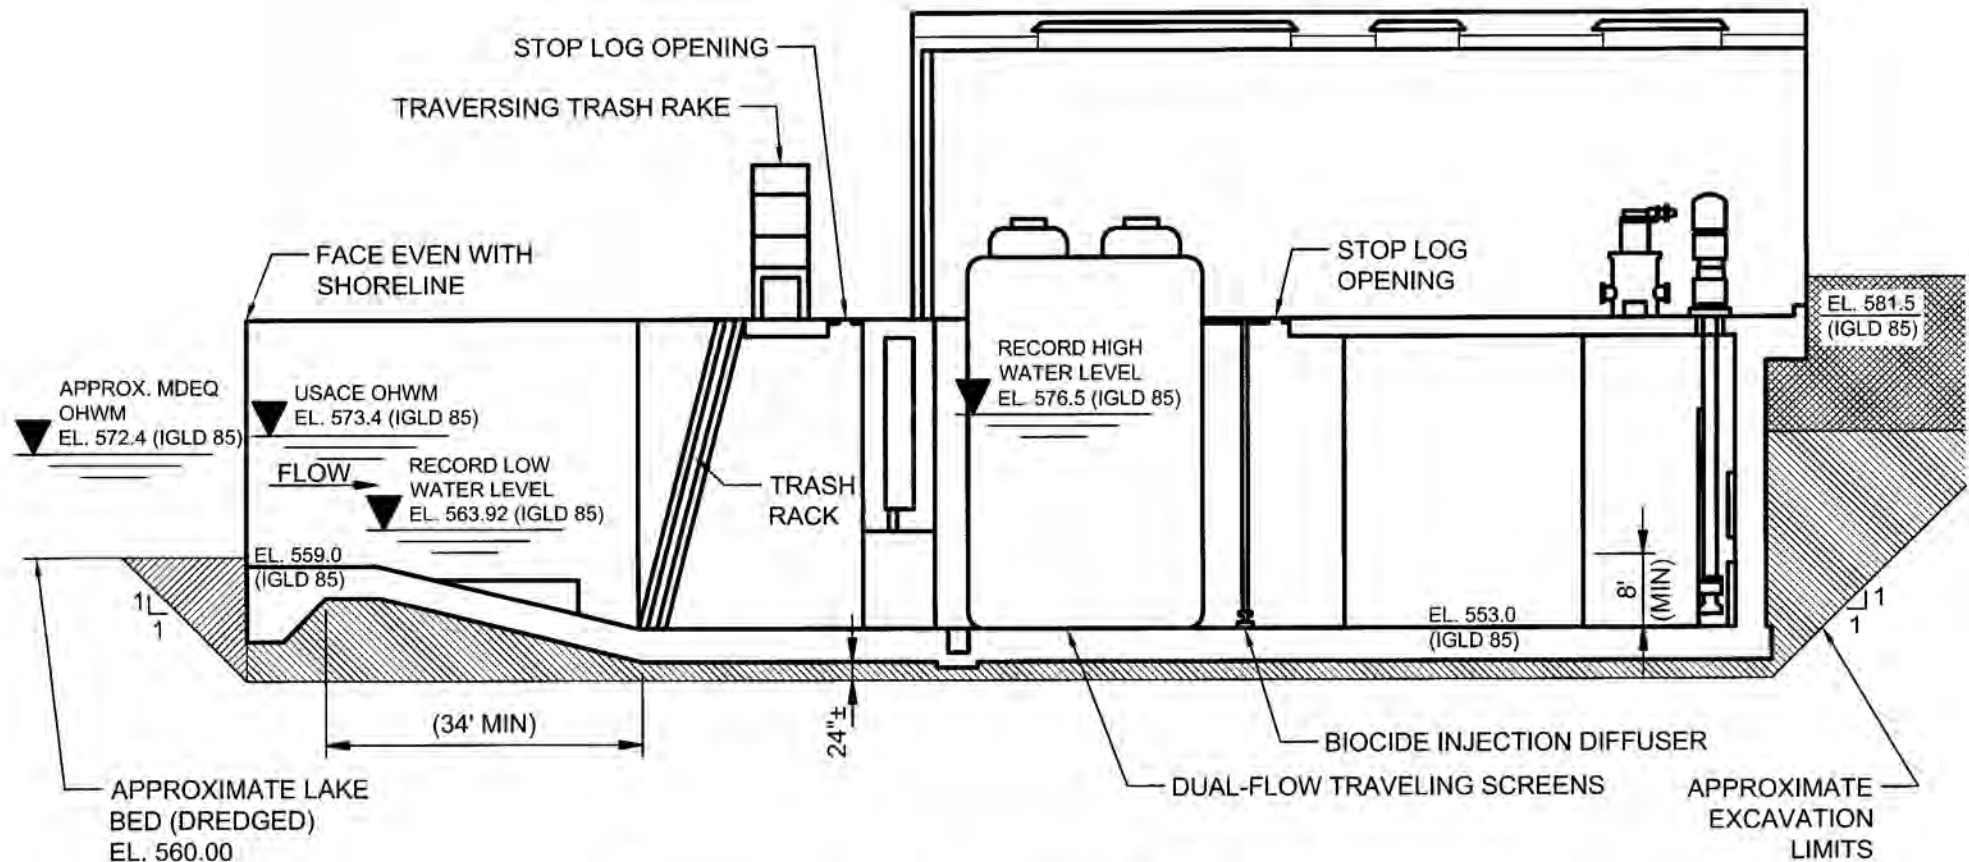 STOP LOG OPENING
TRAVERSING TRASH RAKE
FACE EVEN WITH
SHORELINE
STOP LOG
OPENING
EL. 581.5
(IGLD 85)
RECORD HIGH
WATER LEVEL
EL. 576.5 (IGLD 85)
APPROX. MDEQ
OHWM
EL. 572.4 (IGLD 85)
USACE OHWM
EL. 573.4 (IGLD 85)
FLOW
RECORD LOW
WATER LEVEL
EL. 563.92 (IGLD 85)
TRASH
RACK
EL. 559.0
(IGLD 85)
1
1
8'
(MIN)
EL. 553.0
(IGLD 85)
1
1
(34' MIN)
24"±
BIOCIDE INJECTION DIFFUSER
DUAL-FLOW TRAVELING SCREENS
APPROXIMATE LAKE
BED (DREDGED)
EL. 560.00
APPROXIMATE
EXCAVATION
LIMITS